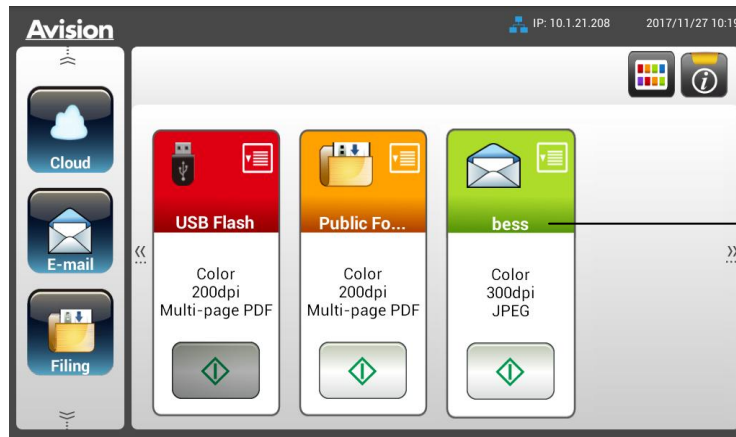 Avision
IP: 10.1.21.208
2017/11/27 10:19
Cloud
E-mail
Filing
USB Flash
Color
200dpi
Multi-page PDF
Public Fo...
Color
200dpi
Multi-page PDF
bess
Color
300dpi
JPEG